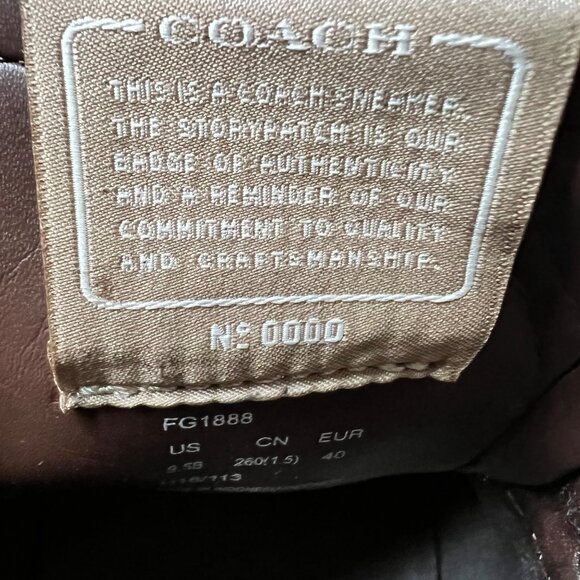 COACH
THIS IS A COACH SNEAKER.
THE STORYPATCH IS OUR
BADGE OF AUTHENTICITY
AND A REMINDER OF OUR
COMMITMENT TO QUALITY
AND CRAFTSMANSHIP.
Nº 0000
FG1888
US CN EUR
260(1.5) 40